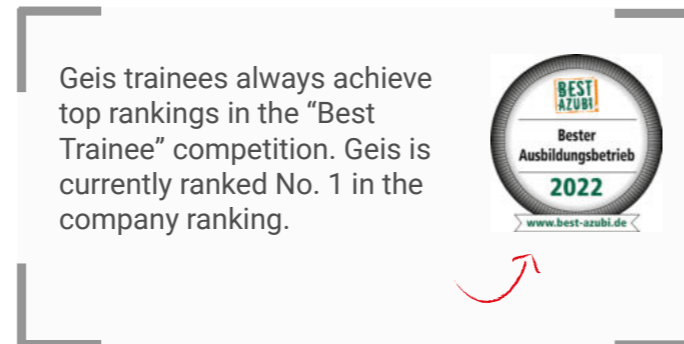 Geis trainees always achieve
top rankings in the “Best
Trainee” competition. Geis is
currently ranked No. 1 in the
company ranking.
BEST
AZUBI
Bester
Ausbildungsbetrieb
2022
www.best-azubi.de